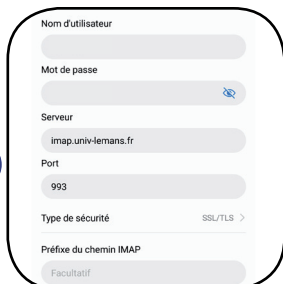 Nom d'utilisateur
Mot de passe
Serveur
imap.univ-lemans.fr
Port
993
Type de sécurité SSL/TLS >
Préfixe du chemin IMAP
Facultatif